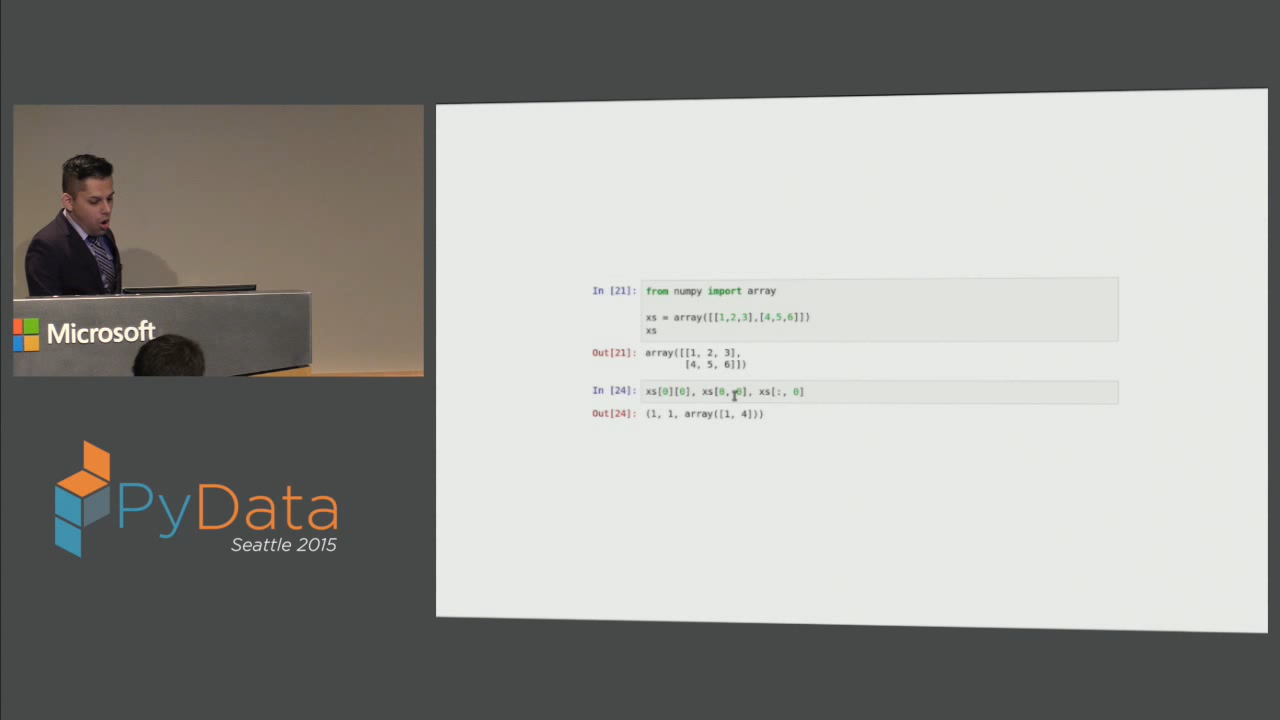 In [21]: from numpy import array
xs = array([[1,2,3],[4,5,6]])
xs
Out[21]: array([[1, 2, 3],
[4, 5, 6]])
In [24]: xs[0][0], xs[0, 0], xs[:, 0]
Out[24]: (1, 1, array([1, 4]))
Microsoft
PyData
Seattle 2015